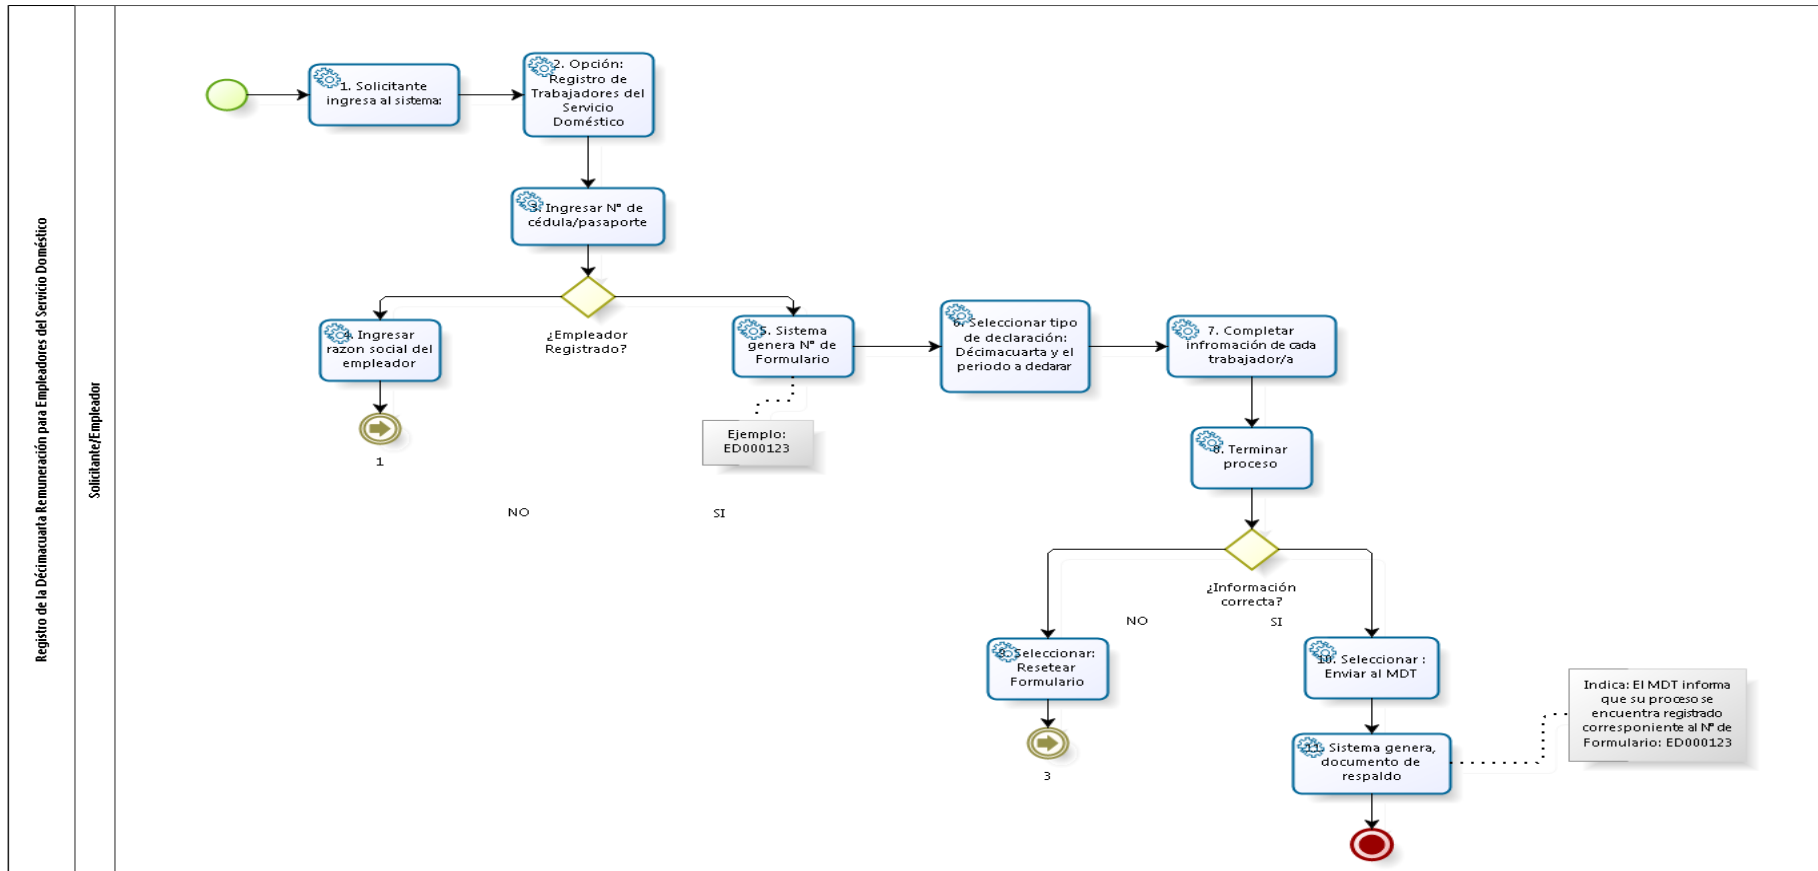 Registro de la Décimacuarta Remuneración para Empleadores del Servicio Doméstico
Solicitante/Empleador
1. Solicitante
ingresa al sistema:
2. Opción:
Registro de
Trabajadores del
Servicio
Doméstico
3. Ingresar N° de
cédula/pasaporte
¿Empleador
Registrado?
4. Ingresar
razon social del
empleador
1
5. Sistema
genera N° de
Formulario
Ejemplo:
ED000123
NO
SI
6. Seleccionar tipo
de declaración:
Décimacuarta y el
periodo a declarar
7. Completar
infromación de cada
trabajador/a
8. Terminar
proceso
¿Información
correcta?
NO
SI
9. Seleccionar:
Resetear
Formulario
3
10. Seleccionar :
Enviar al MDT
11. Sistema genera,
documento de
respaldo
Indica: El MDT informa
que su proceso se
encuentra registrado
corresponiente al N° de
Formulario: ED000123